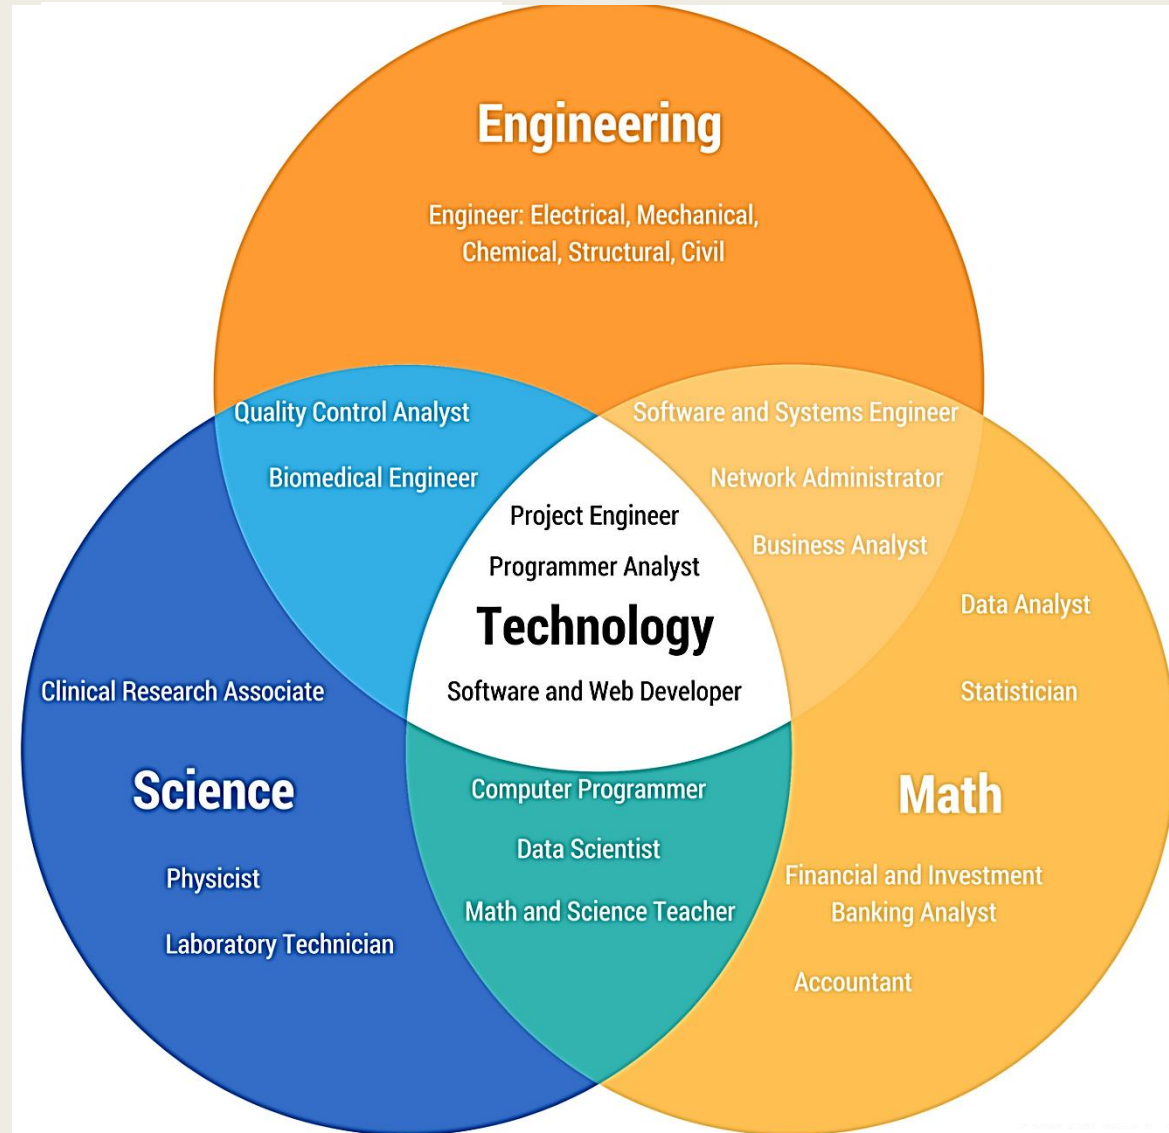 Engineering
Engineer: Electrical, Mechanical,
Chemical, Structural, Civil
Quality Control Analyst
Biomedical Engineer
Software and Systems Engineer
Network Administrator
Business Analyst
Project Engineer
Programmer Analyst
Technology
Software and Web Developer
Clinical Research Associate
Science
Physicist
Laboratory Technician
Computer Programmer
Data Scientist
Math and Science Teacher
Data Analyst
Statistician
Math
Financial and Investment
Banking Analyst
Accountant